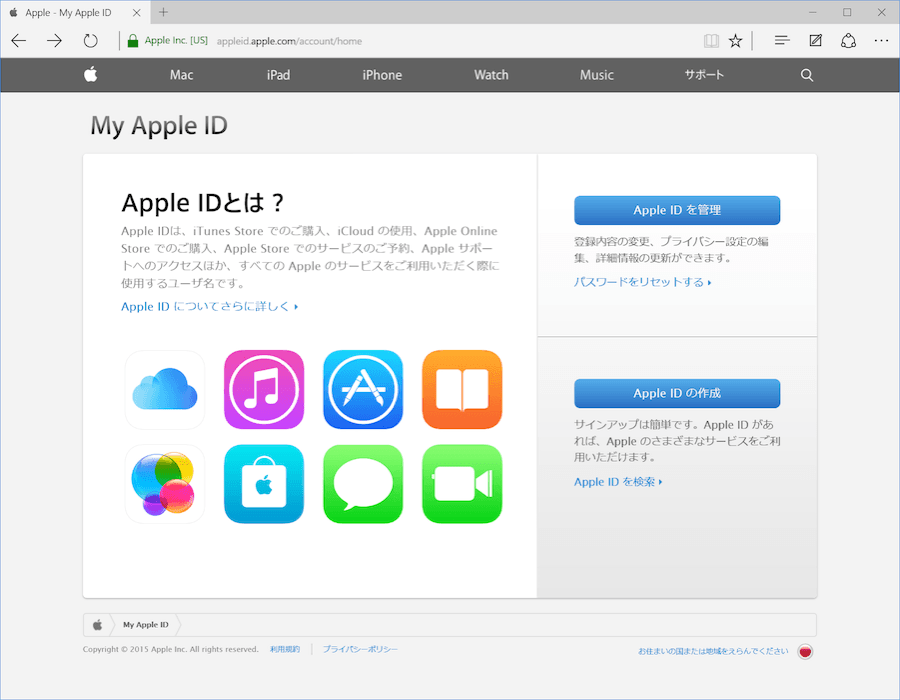 Apple - My Apple ID
Apple Inc. [US] appleid.apple.com/account/home
Mac iPad iPhone Watch Music サポート
My Apple ID
Apple IDとは？
Apple IDは、iTunes Store でのご購入、iCloud の使用、Apple Online
Store でのご購入、Apple Store でのサービスのご予約、Apple サポー
トへのアクセスほか、すべての Apple のサービスをご利用いただく際に
使用するユーザ名です。
Apple ID についてさらに詳しく
Apple ID を管理
登録内容の変更、プライバシー設定の編
集、詳細情報の更新ができます。
パスワードをリセットする
Apple ID の作成
サインアップは簡単です。Apple ID があ
れば、Apple のさまざまなサービスをご利
用いただけます。
Apple ID を検索
My Apple ID
Copyright © 2015 Apple Inc. All rights reserved. 利用規約 プライバシーポリシー
お住まいの国または地域をえらんでください